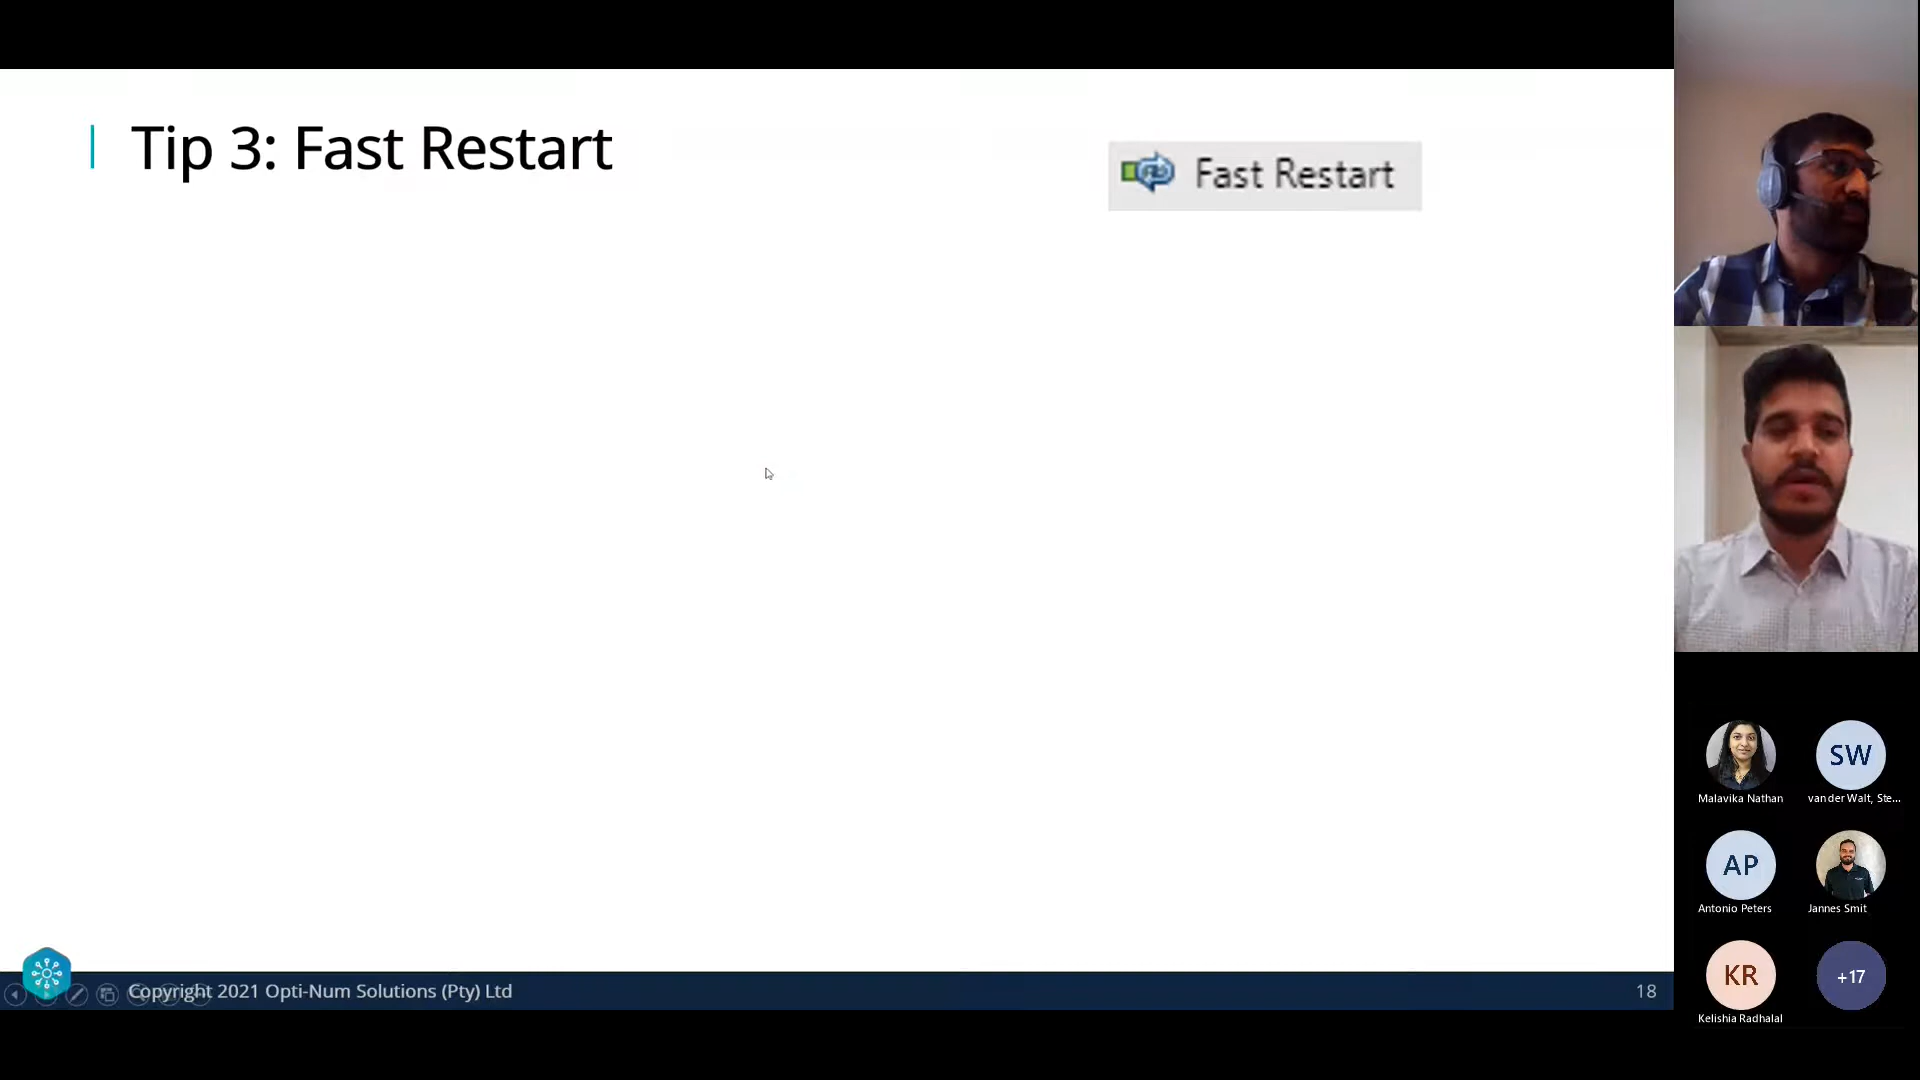 Tip 3: Fast Restart
Fast Restart
Malavika Nathan
SW
van der Walt, Ste...
AP
Antonio Peters
Jannes Smit
KR
Kelishia Radhalal
+17
Copyright 2021 Opti-Num Solutions (Pty) Ltd
18